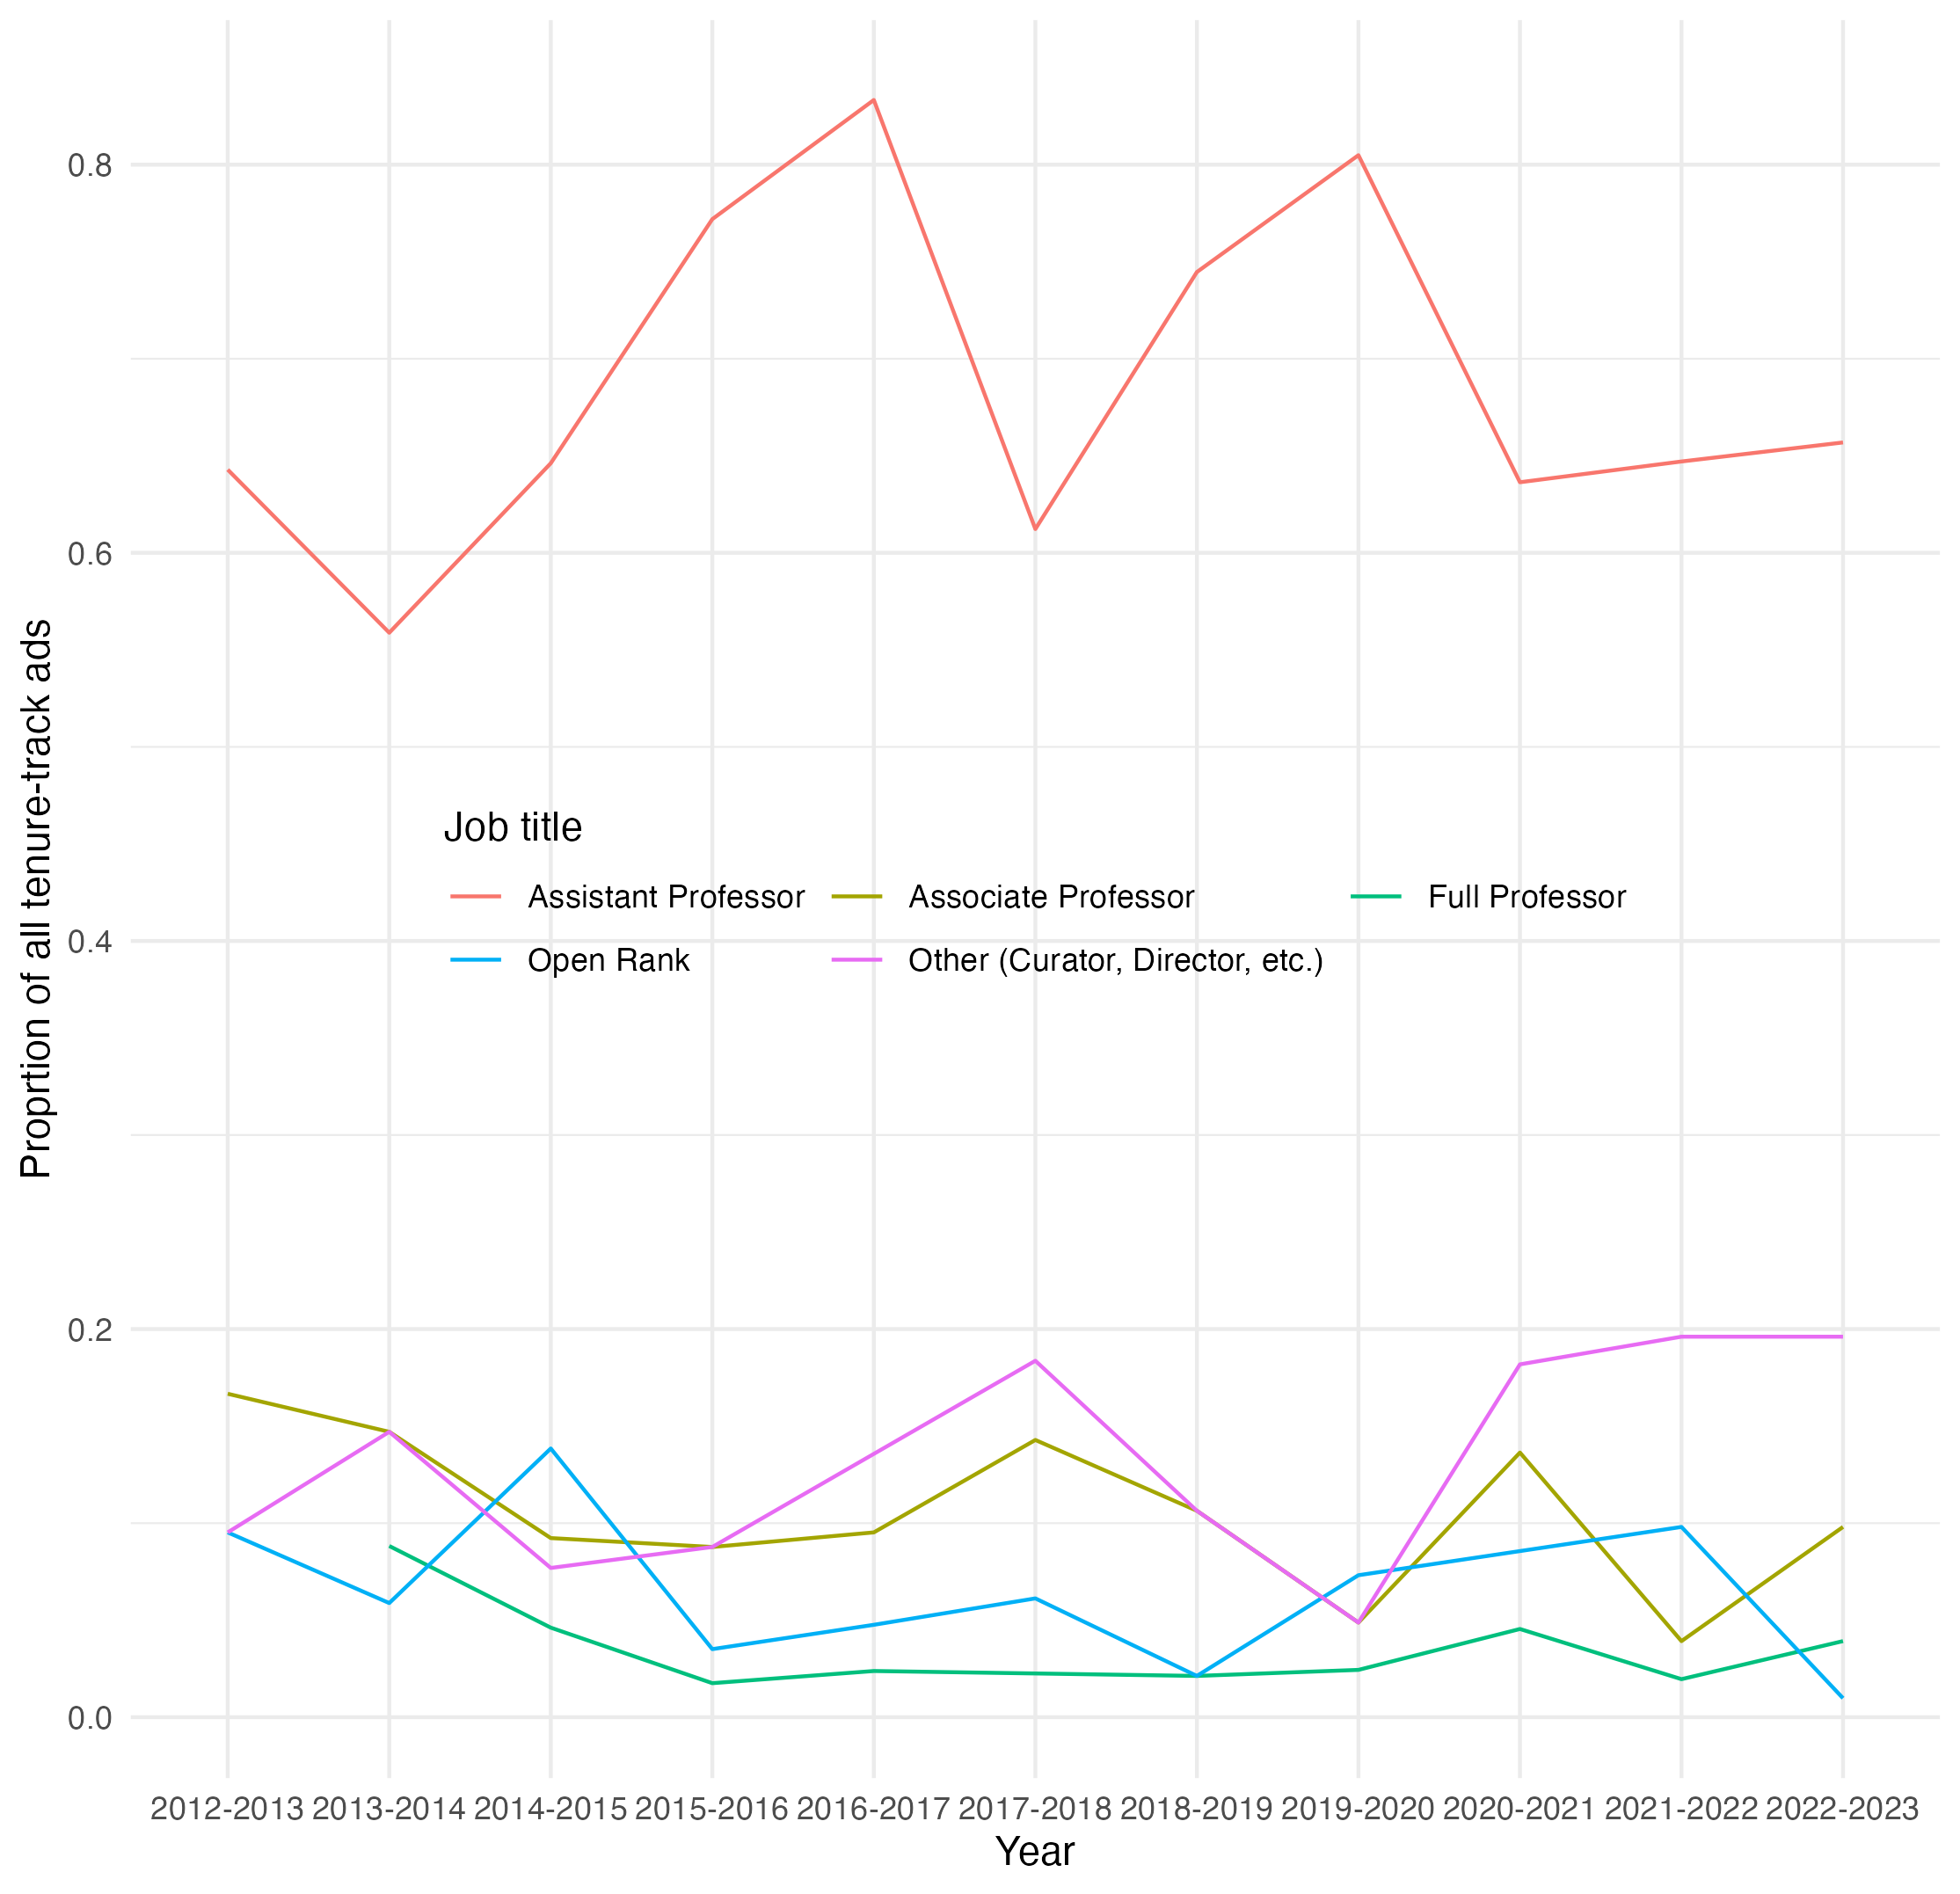 Proprtion of all tenure-track ads
0.8
0.6
0.4
0.2
0.0
Job title
Assistant Professor Associate Professor Full Professor
Open Rank Other (Curator, Director, etc.)
2012-2013 2013-2014 2014-2015 2015-2016 2016-2017 2017-2018 2018-2019 2019-2020 2020-2021 2021-2022 2022-2023
Year